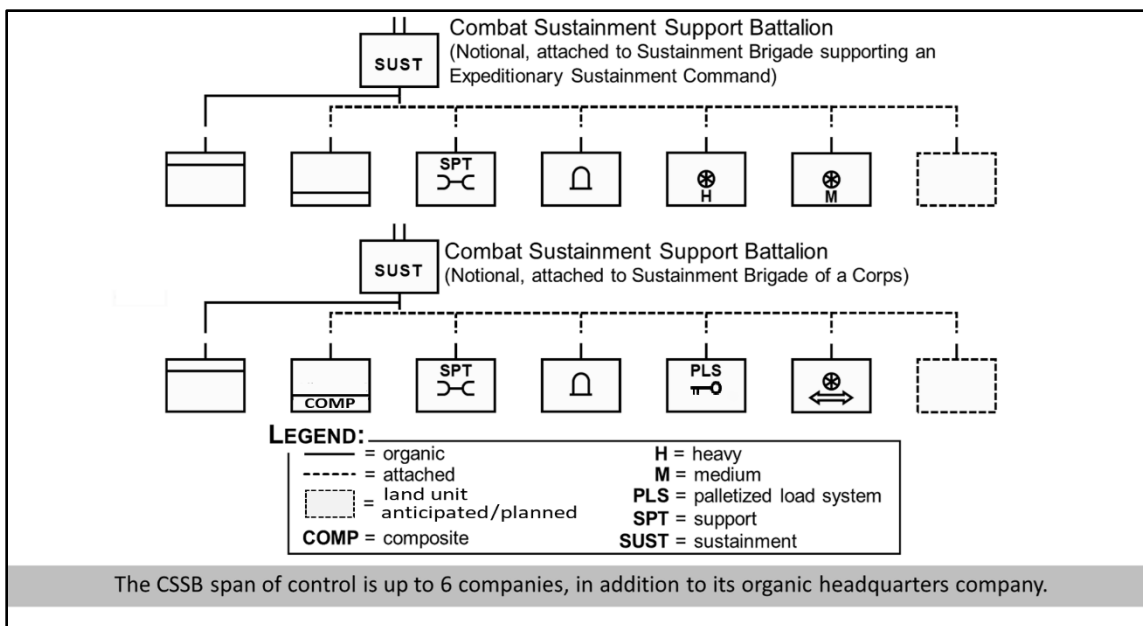 Combat Sustainment Support Battalion
(Notional, attached to Sustainment Brigade supporting an
Expeditionary Sustainment Command)
SUST
SPT
H
M
Combat Sustainment Support Battalion
(Notional, attached to Sustainment Brigade of a Corps)
SUST
COMP
SPT
PLS
LEGEND:
= organic
= attached
= land unit
anticipated/planned
COMP = composite
H = heavy
M = medium
PLS = palletized load system
SPT = support
SUST = sustainment
The CSSB span of control is up to 6 companies, in addition to its organic headquarters company.